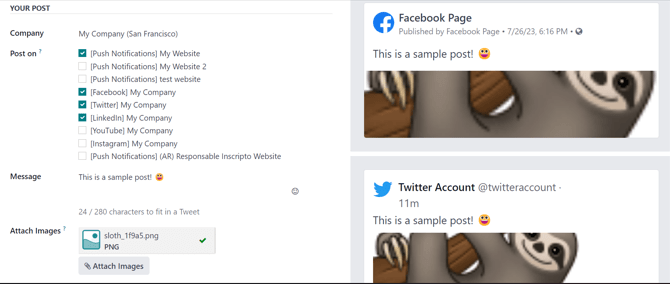 YOUR POST
Company My Company (San Francisco)
Post on ? [Push Notifications] My Website
[Push Notifications] My Website 2
[Push Notifications] test website
[Facebook] My Company
[Twitter] My Company
[LinkedIn] My Company
[YouTube] My Company
[Instagram] My Company
[Push Notifications] (AR) Responsable Inscripto Website
Message This is a sample post! 😀
24 / 280 characters to fit in a Tweet
Attach Images ? sloth_1f9a5.png
PNG
Attach Images
Facebook Page
Published by Facebook Page • 7/26/23, 6:16 PM •
This is a sample post! 😀
Twitter Account @twitteraccount ·
11m
This is a sample post! 😀